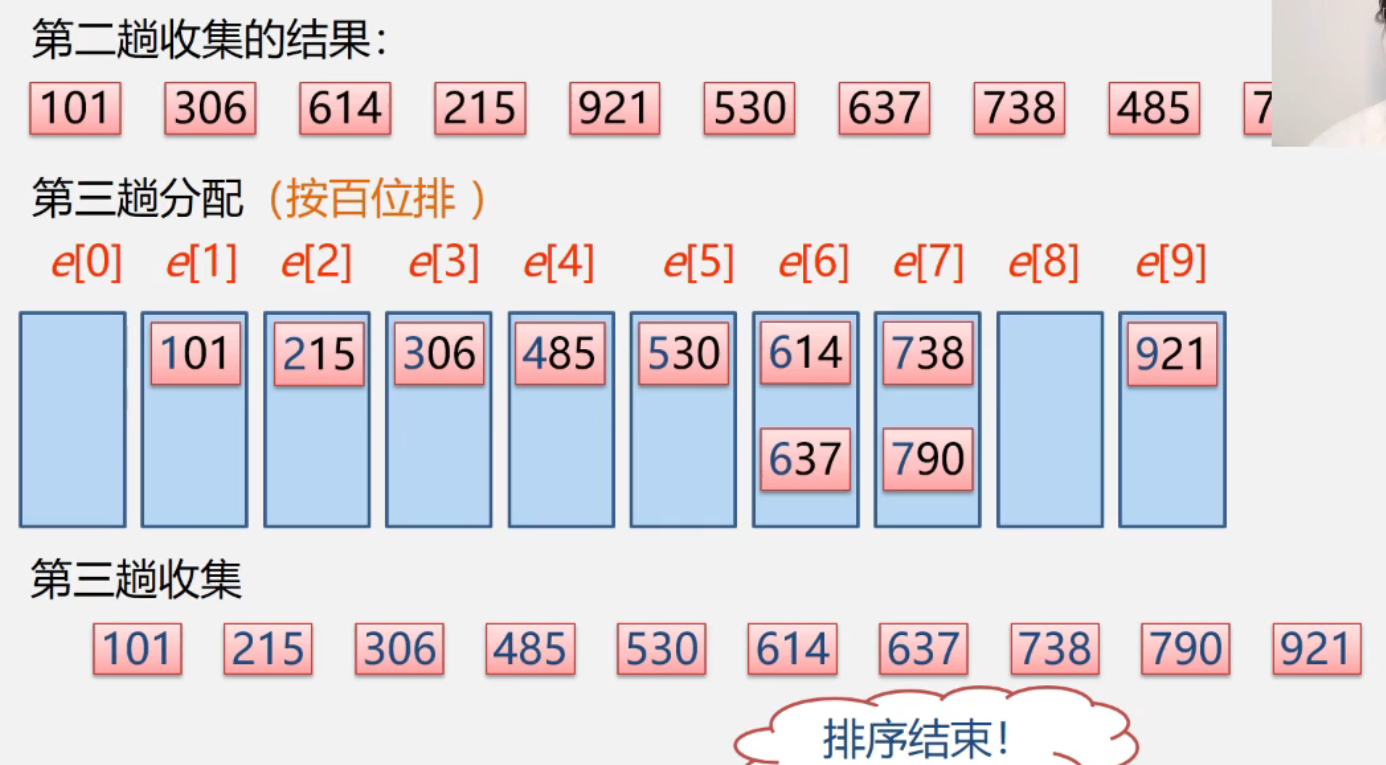 第二趟收集的结果：
101 306 614 215 921 530 637 738 485 7
第三趟分配（按百位排 ）
e[0] e[1] e[2] e[3] e[4] e[5] e[6] e[7] e[8] e[9]
101 215 306 485 530 614 738 921
637 790
第三趟收集
101 215 306 485 530 614 637 738 790 921
排序结束！